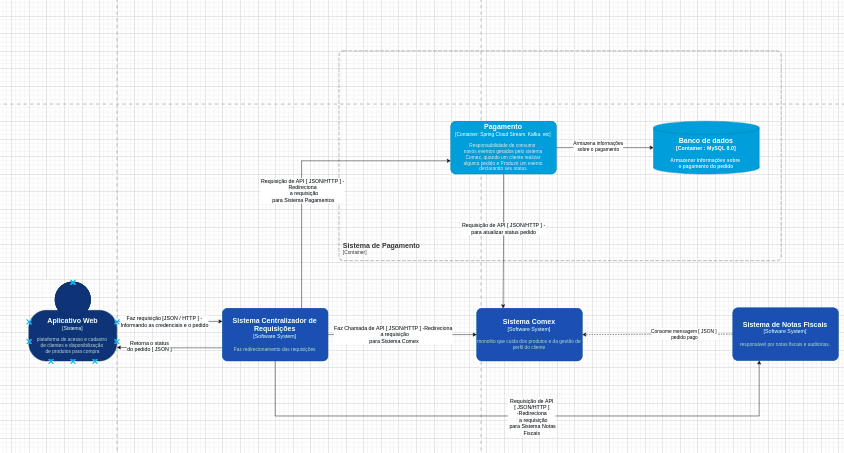 Pagamento
[Container: Spring Cloud Stream, Kafka, etc]
Responsabilidade de consumo
novos eventos gerados pelo sistema
Comex, quando um cliente realizar
alguma pedido e Produzir um evento
declarando seu status
Armazena informações
sobre o pagamento
Banco de dados
[Container : MySQL 8.0]
Armazenar informações sobre
o pagamento do pedido
Requisição de API [ JSON/HTTP ] -
Redireciona
a requisição
para Sistema Pagamentos
Requisição de API [ JSON/HTTP ] -
para atualizar status pedido
Sistema de Pagamento
[Container]
Aplicativo Web
[Sistema]
plataforma de acesso e cadastro
de clientes e disponibilização
de produtos para compra
Faz requisição [JSON / HTTP ] -
Informando as credenciais e o pedido
Retorna o status
do pedido [ JSON ]
Sistema Centralizador de
Requisições
[Software System]
Faz redirecionamento das requisições
Faz Chamada de API [ JSON/HTTP ] -Redireciona
a requisição
para Sistema Comex
Sistema Comex
[Software System]
monolito que cuida dos produtos e da gestão de
perfil do cliente
Consome mensagem [ JSON ]
pedido pago
Sistema de Notas Fiscais
[Software System]
responsável por notas fiscais e auditorias.
Requisição de API
[ JSON/HTTP ]
-Redireciona
a requisição
para Sistema Notas
Fiscais